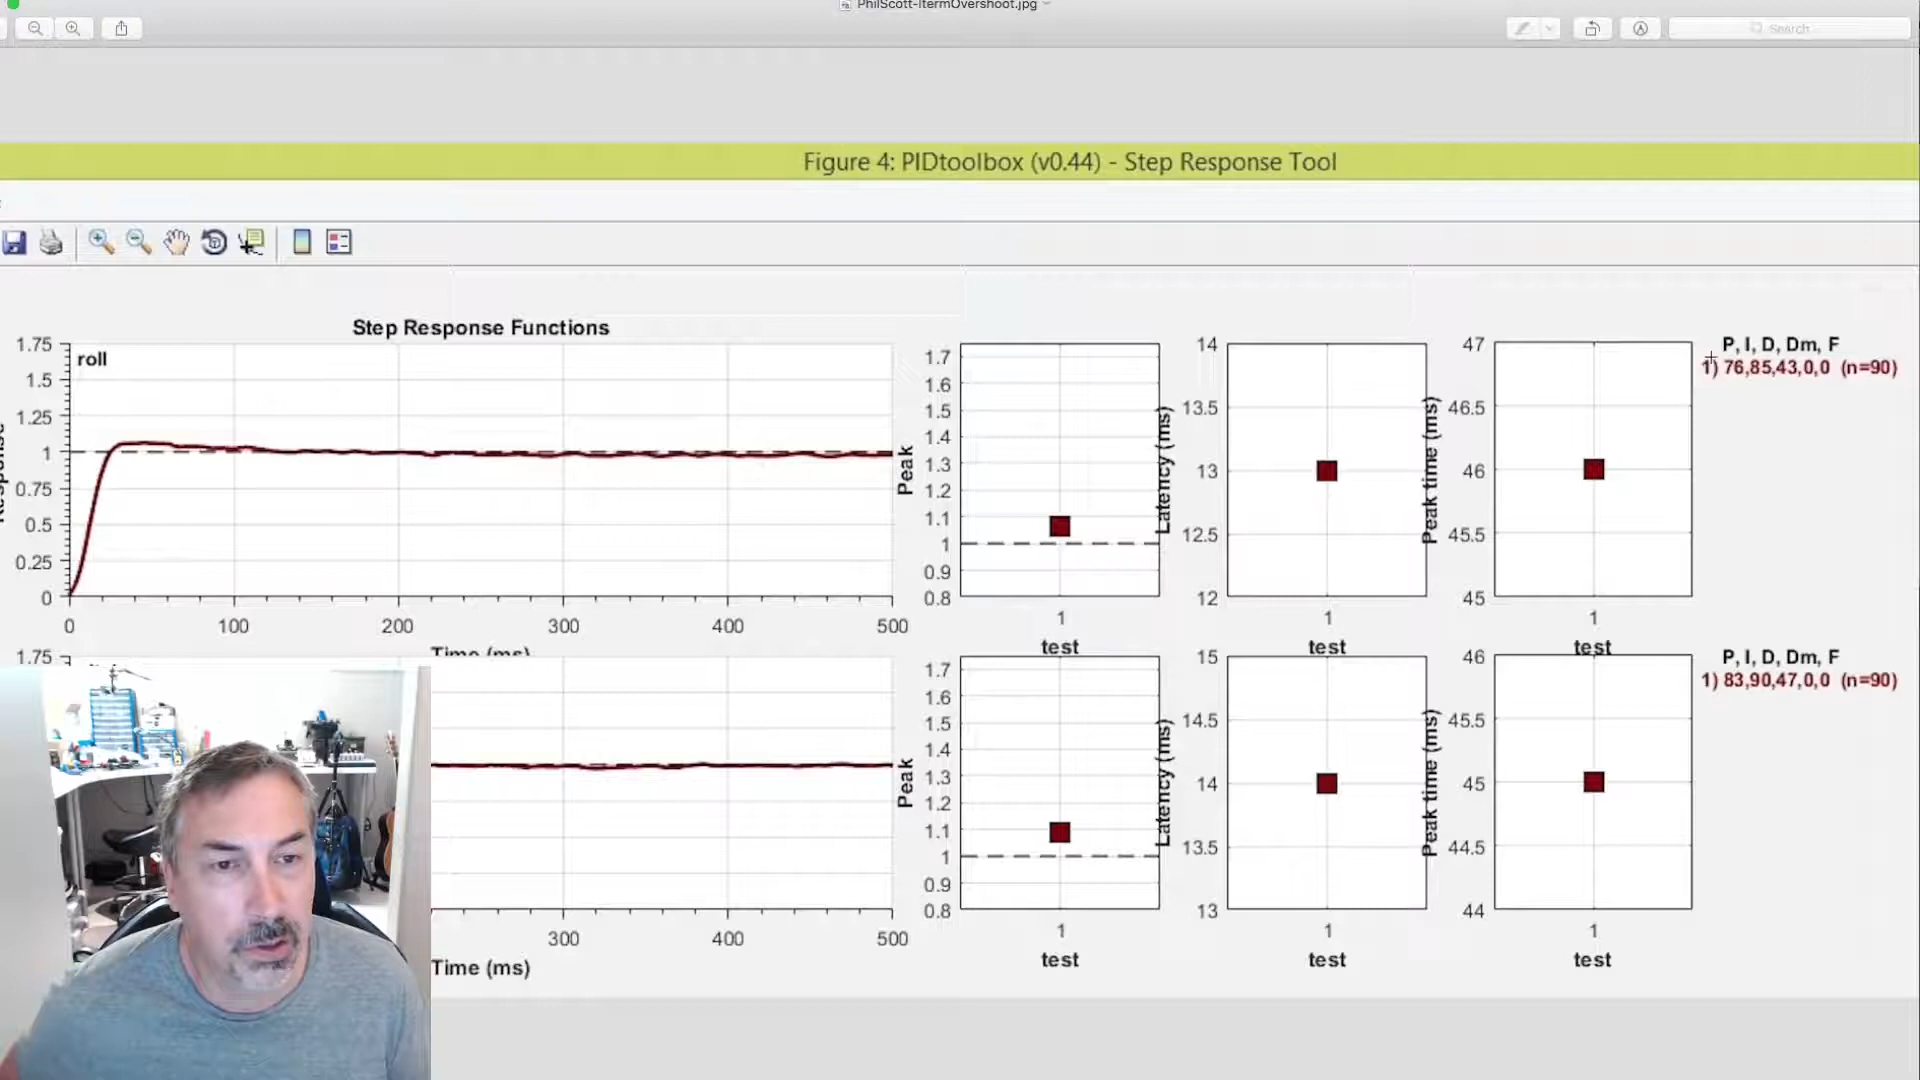 PhilScott-ItermOvershoot.jpg
Search
Figure 4: PIDtoolbox (v0.44) - Step Response Tool
Step Response Functions
roll
1.75
1.5
1.25
1
0.75
0.5
0.25
0
0 100 200 300 400 500
Time (ms)
Peak
1.7
1.6
1.5
1.4
1.3
1.2
1.1
1
0.9
0.8
1
test
Latency (ms)
14
13.5
13
12.5
12
1
test
Peak time (ms)
47
46.5
46
45.5
45
1
test
P, I, D, Dm, F
1) 76,85,43,0,0 (n=90)
1.75
300 400 500
Time (ms)
Peak
1.7
1.6
1.5
1.4
1.3
1.2
1.1
1
0.9
0.8
1
test
Latency (ms)
15
14.5
14
13.5
13
1
test
Peak time (ms)
46
45.5
45
44.5
44
1
test
P, I, D, Dm, F
1) 83,90,47,0,0 (n=90)